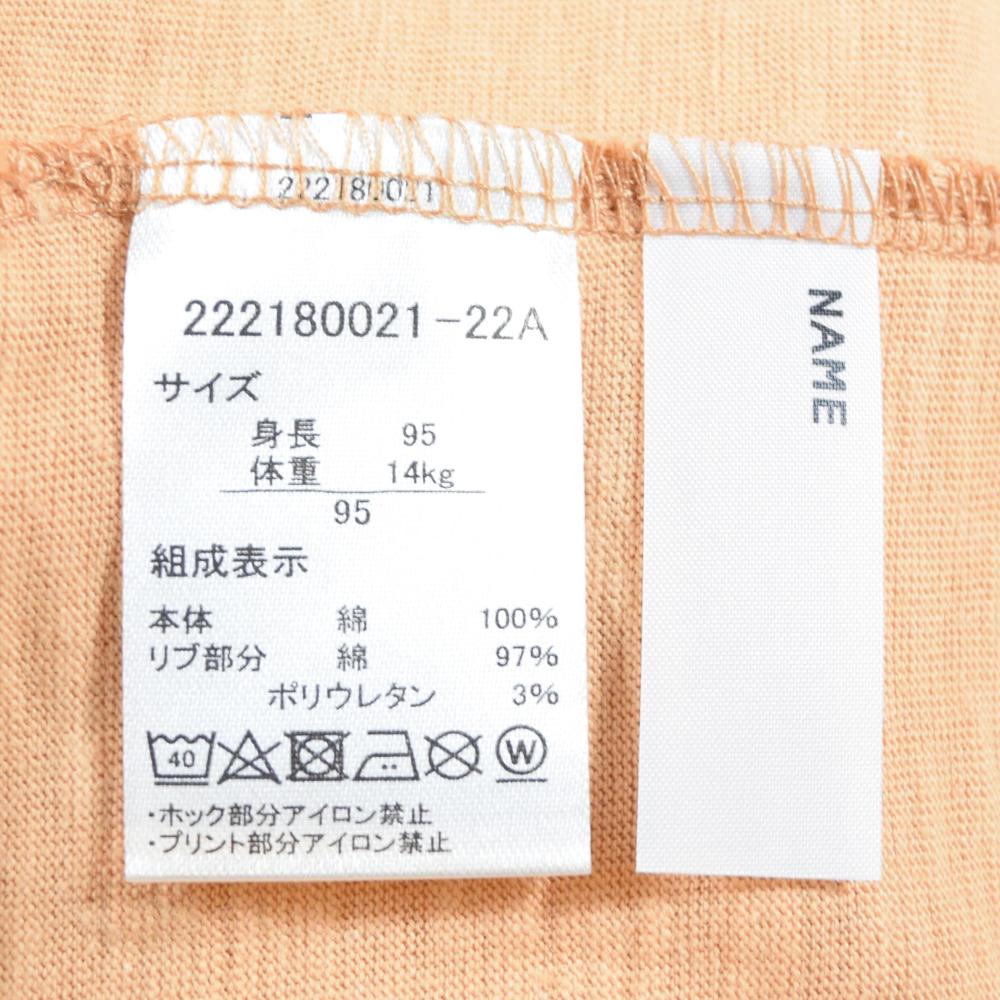 222180021
222180021-22A
サイズ
身長 95
体重 14kg
95
組成表示
本体 綿 100%
リブ部分 綿 97%
ポリウレタン 3%
40
W
・ホック部分アイロン禁止
・プリント部分アイロン禁止
NAME